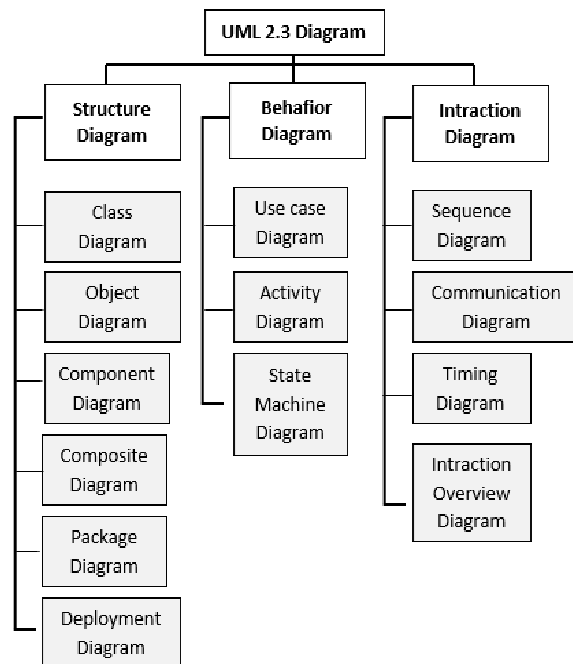 UML 2.3 Diagram
Structure
Diagram
Behafior
Diagram
Intraction
Diagram
Class
Diagram
Object
Diagram
Component
Diagram
Composite
Diagram
Package
Diagram
Deployment
Diagram
Use case
Diagram
Activity
Diagram
State
Machine
Diagram
Sequence
Diagram
Communication
Diagram
Timing
Diagram
Intraction
Overview
Diagram